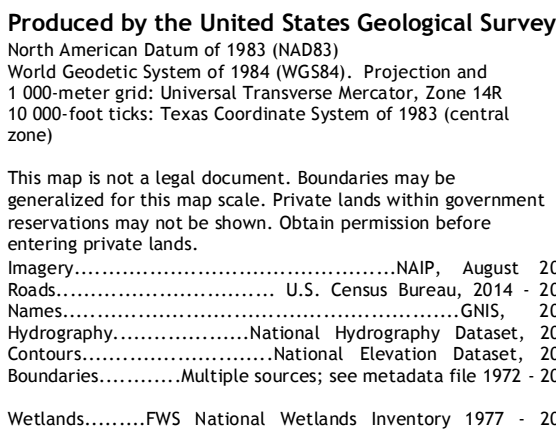 Produced by the United States Geological Survey
North American Datum of 1983 (NAD83)
World Geodetic System of 1984 (WGS84). Projection and
1 000-meter grid: Universal Transverse Mercator, Zone 14R
10 000-foot ticks: Texas Coordinate System of 1983 (central
zone)
This map is not a legal document. Boundaries may be
generalized for this map scale. Private lands within government
reservations may not be shown. Obtain permission before
entering private lands.
Imagery..............................................NAIP, August
Roads.............................. U.S. Census Bureau, 2014 -
Names......................................................GNIS,
Hydrography...................National Hydrography Dataset,
Contours...........................National Elevation Dataset,
Boundaries............Multiple sources; see metadata file 1972 -
Wetlands.........FWS National Wetlands Inventory 1977 -